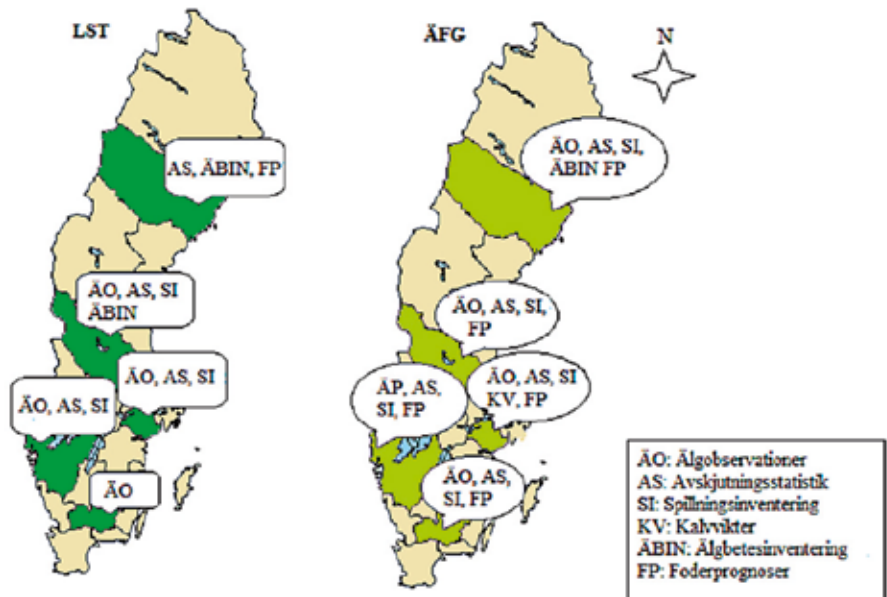 LST
AS, ÄBIN, FP
ÄO, AS, SI
ÄBIN
ÄO, AS, SI
ÄO, AS, SI
ÄO
ÄFG
N
ÄO, AS, SI,
ÄBIN FP
ÄO, AS, SI,
FP
ÄP, AS,
SI, FP
ÄO, AS, SI
KV, FP
ÄO, AS,
SI, FP
ÄO: Älgobservationer
AS: Avskjutningsstatistik
SI: Spillningsinventering
KV: Kalvvikter
ÄBIN: Älgbetesinventering
FP: Foderprognoser